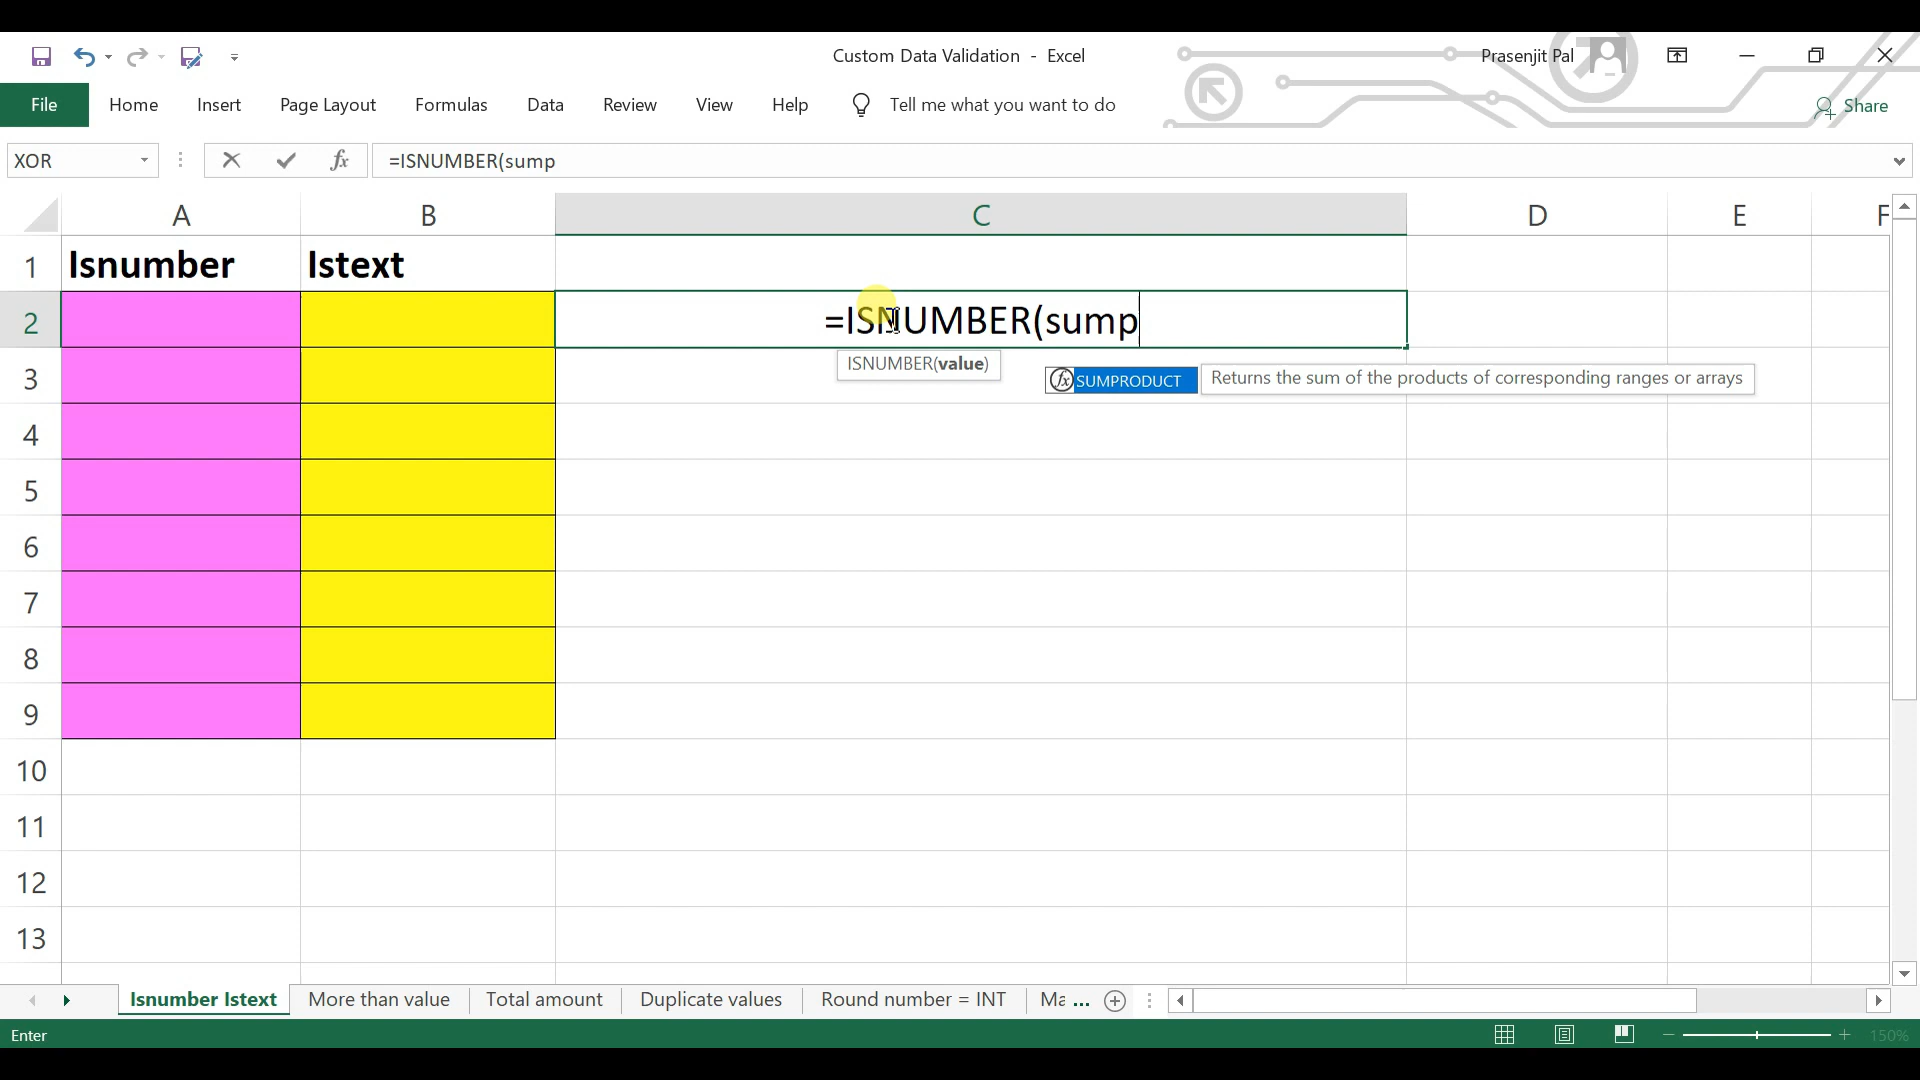 Custom Data Validation - Excel
Prasenjit Pal
File Home Insert Page Layout Formulas Data Review View Help Tell me what you want to do
Share
XOR
fx
=ISNUMBER(sump
A B C D E F
1 Isnumber Istext
2 =ISNUMBER(sump
ISNUMBER(value)
3 fx SUMPRODUCT Returns the sum of the products of corresponding ranges or arrays
4
5
6
7
8
9
10
11
12
13
Isnumber Istext More than value Total amount Duplicate values Round number = INT Ma ...
Enter
150%